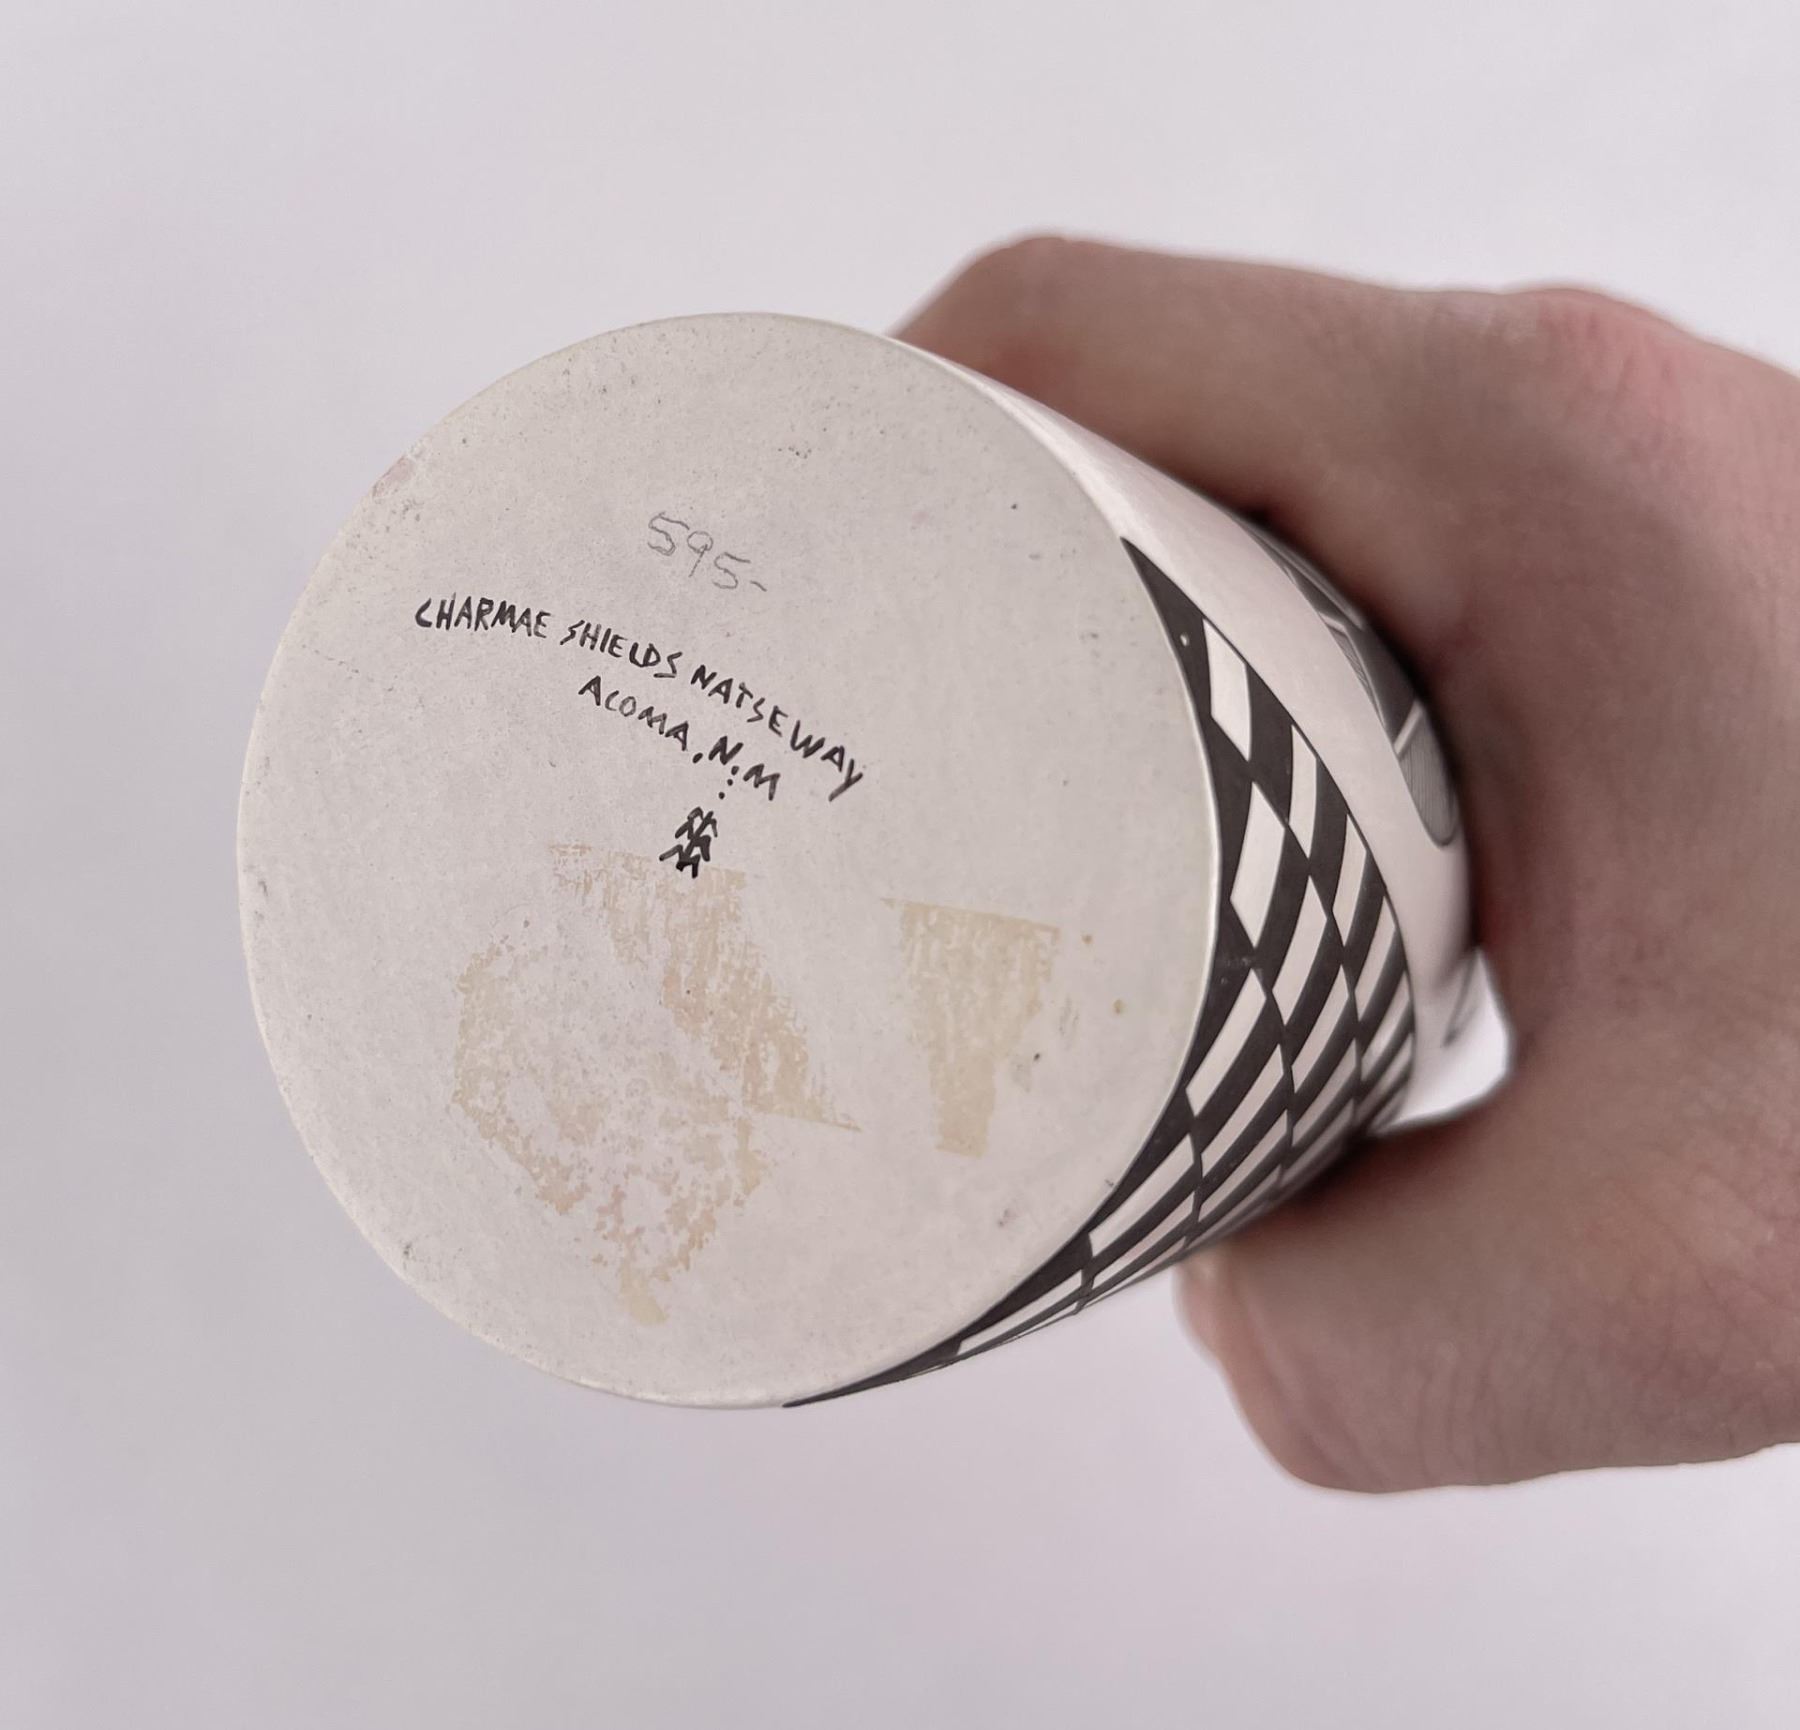 595-
CHARMAE SHIELDS NATSEWAY
ACOMA, N.M